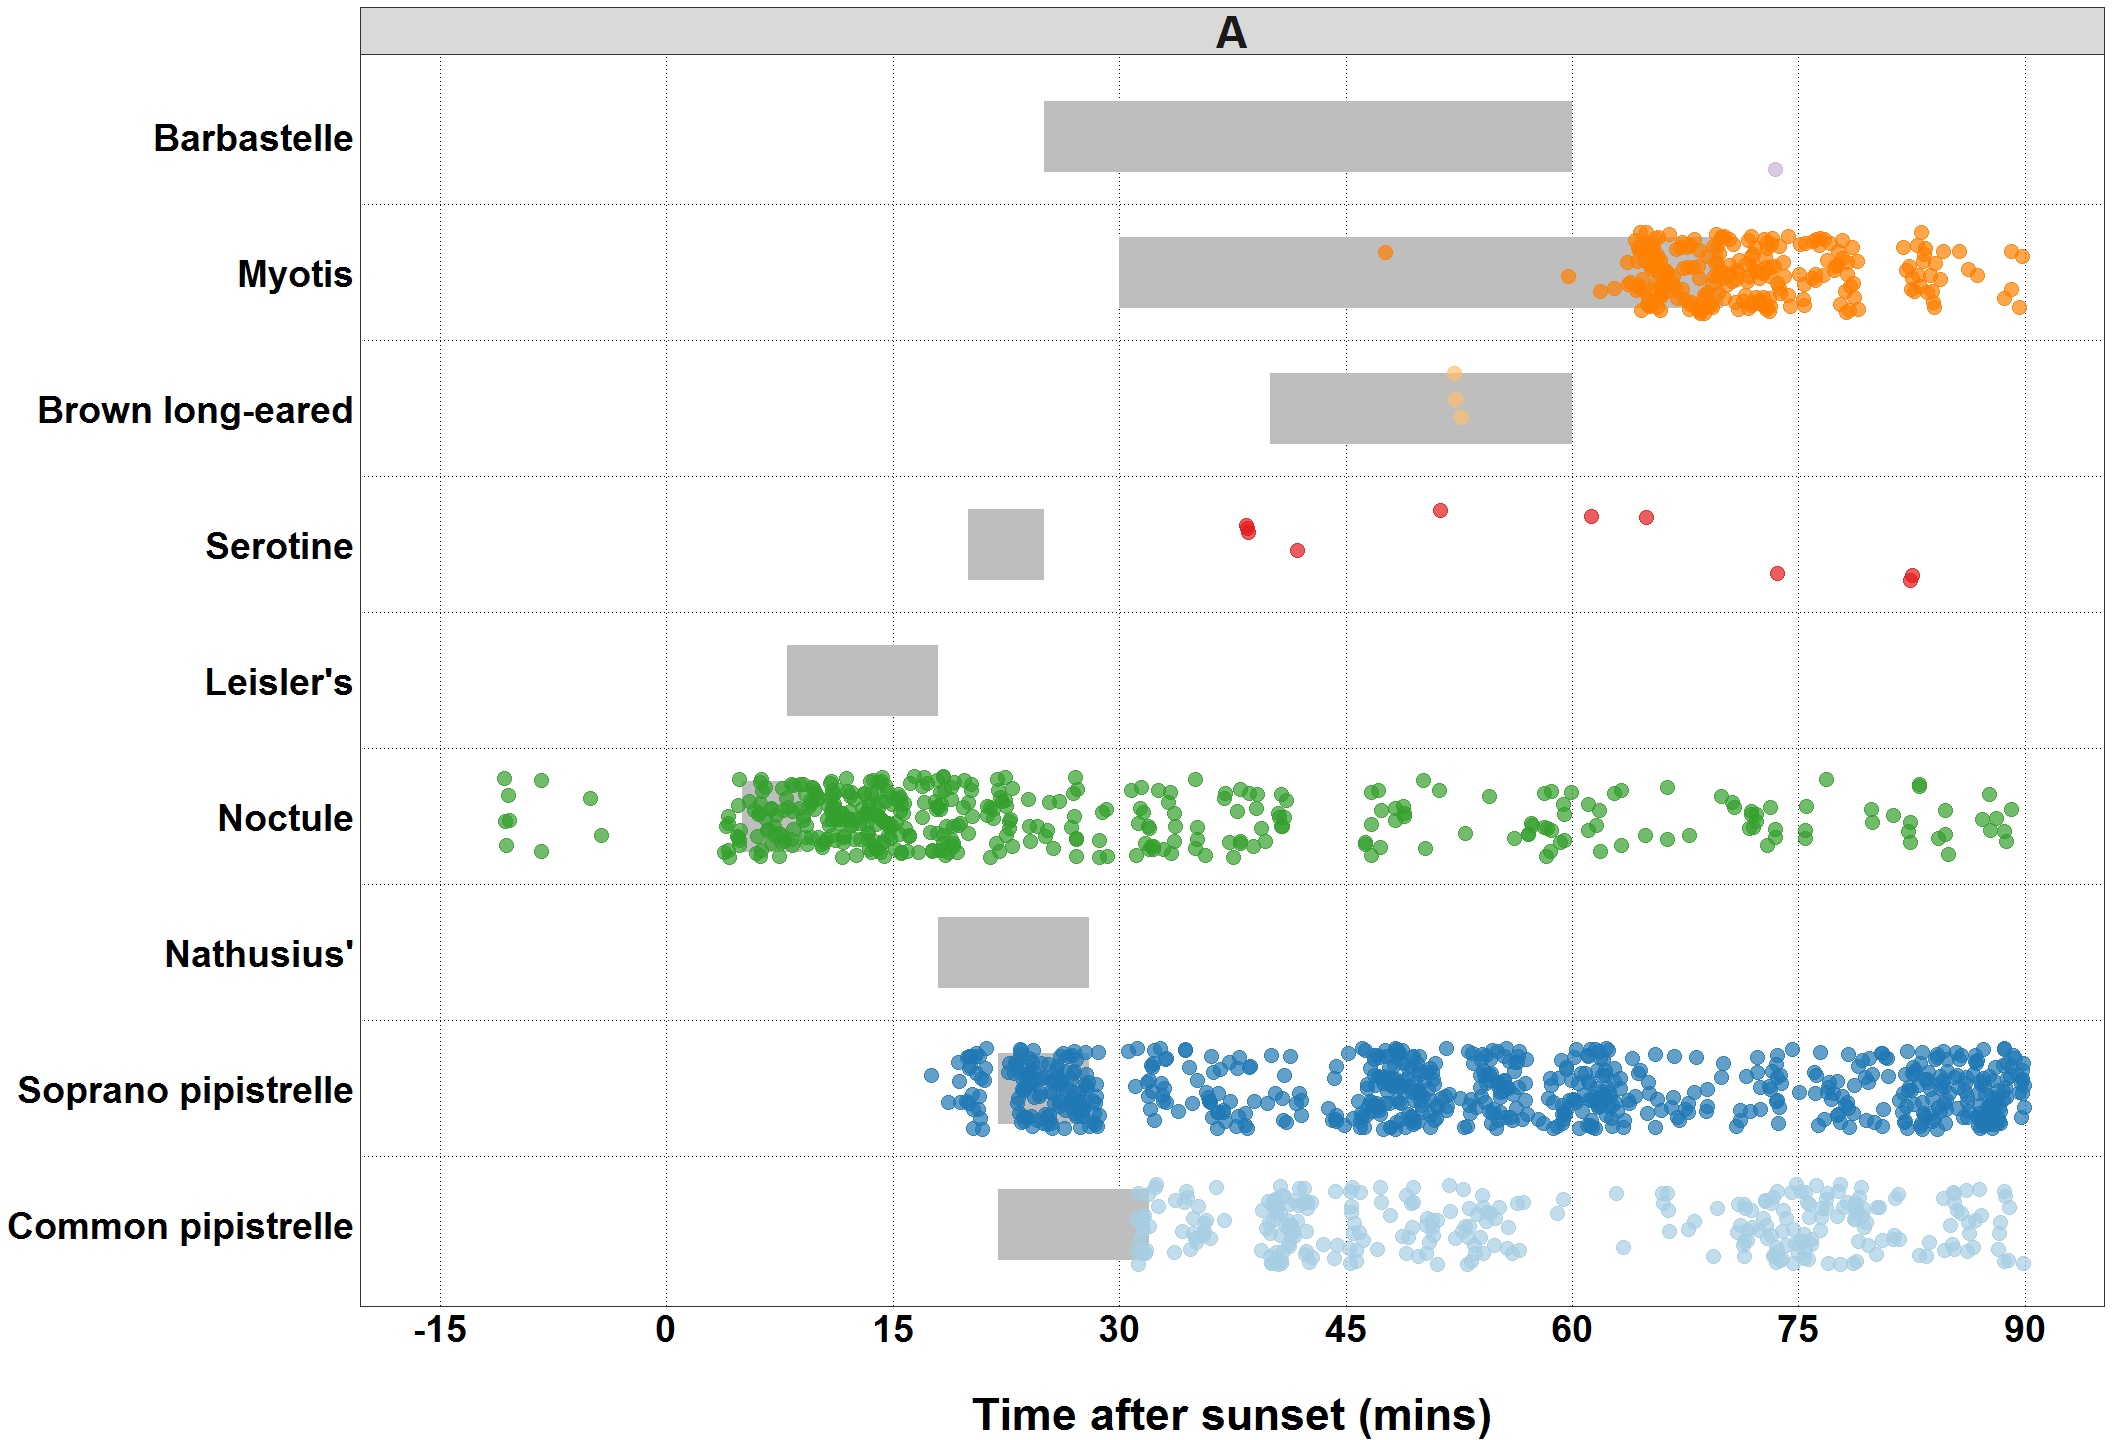 A
Barbastelle
Myotis
Brown long-eared
Serotine
Leisler's
Noctule
Nathusius'
Soprano pipistrelle
Common pipistrelle
-15 0 15 30 45 60 75 90
Time after sunset (mins)